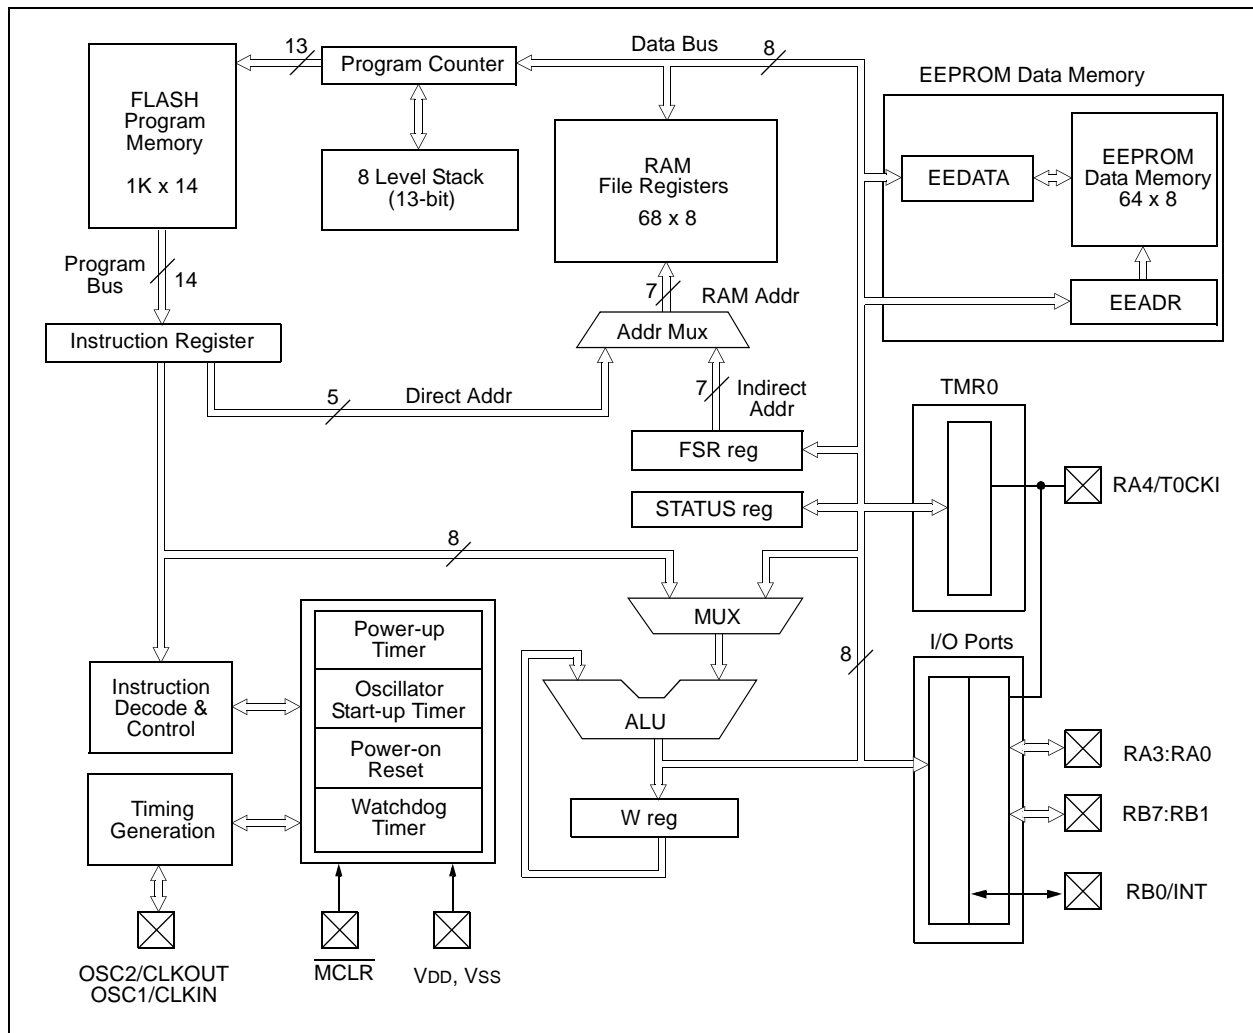 13
Data Bus
8
Program Counter
EEPROM Data Memory
FLASH
Program
Memory
1K x 14
8 Level Stack
(13-bit)
RAM
File Registers
68 x 8
EEDATA
EEPROM
Data Memory
64 x 8
Program
Bus
14
7
RAM Addr
EEADR
Instruction Register
Addr Mux
5
Direct Addr
7
Indirect
Addr
TMR0
FSR reg
RA4/T0CKI
STATUS reg
8
MUX
Power-up
Timer
I/O Ports
8
Instruction
Decode &
Control
Oscillator
Start-up Timer
ALU
Power-on
Reset
RA3:RA0
Timing
Generation
Watchdog
Timer
W reg
RB7:RB1
RB0/INT
OSC2/CLKOUT
OSC1/CLKIN
MCLR
VDD, VSS